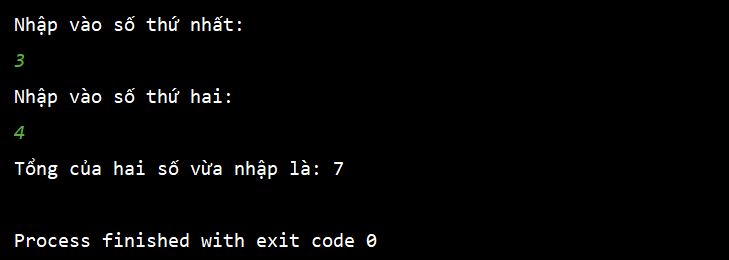 Nhập vào số thứ nhất:
3
Nhập vào số thứ hai:
4
Tổng của hai số vừa nhập là: 7
Process finished with exit code 0